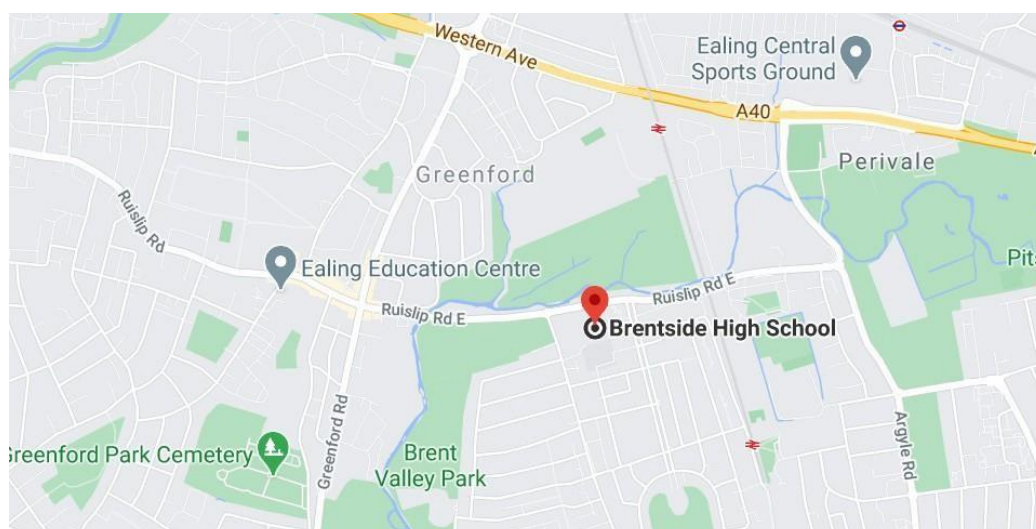 Western Ave
Ealing Central
Sports Ground
A40
Greenford
Perivale
Ruislip Rd
Ealing Education Centre
Ruislip Rd E
Ruislip Rd E
Pits
Brentside High School
Greenford Rd
Argyle Rd
Greenford Park Cemetery
Brent
Valley Park